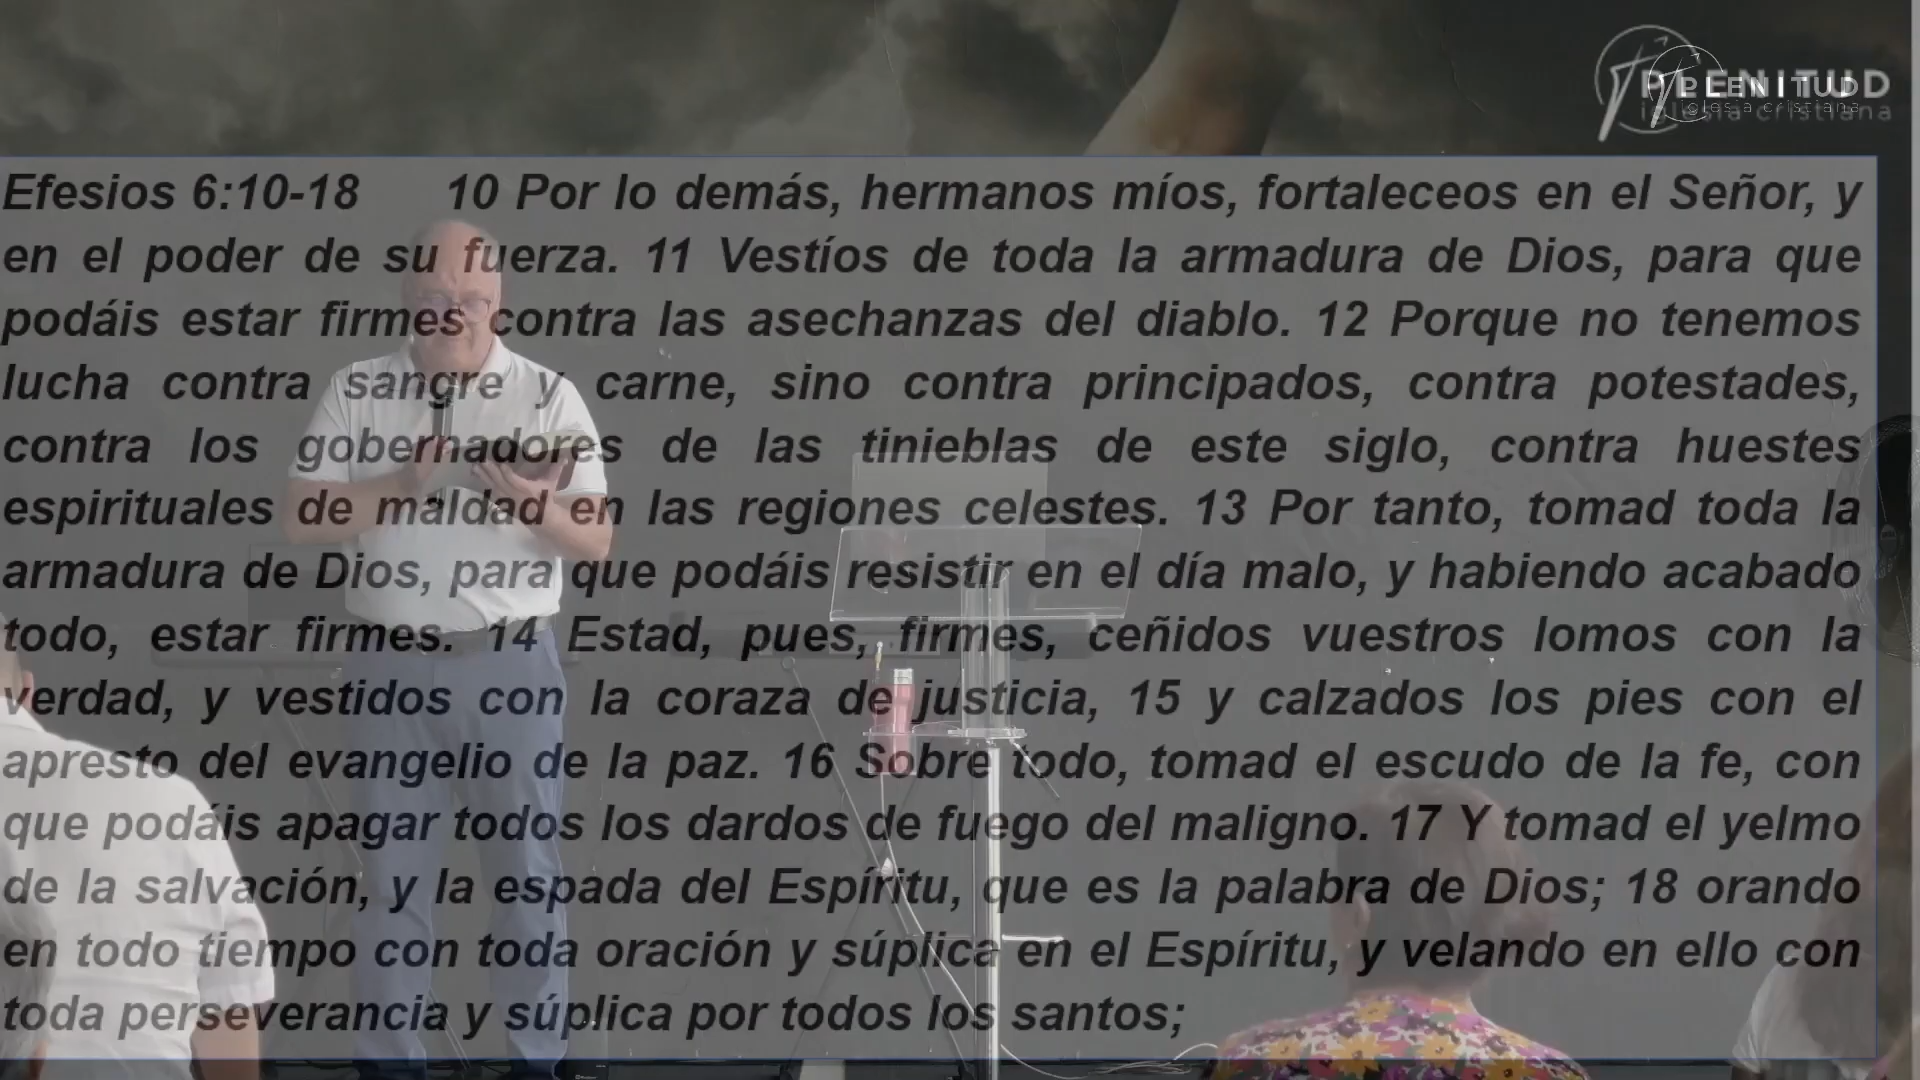 PLENITUD
iglesia cristiana
Efesios 6:10-18 10 Por lo demás, hermanos míos, fortaleceos en el Señor, y
en el poder de su fuerza. 11 Vestíos de toda la armadura de Dios, para que
podáis estar firmes contra las asechanzas del diablo. 12 Porque no tenemos
lucha contra sangre y carne, sino contra principados, contra potestades,
contra los gobernadores de las tinieblas de este siglo, contra huestes
espirituales de maldad en las regiones celestes. 13 Por tanto, tomad toda la
armadura de Dios, para que podáis resistir en el día malo, y habiendo acabado
todo, estar firmes. 14 Estad, pues, firmes, ceñidos vuestros lomos con la
verdad, y vestidos con la coraza de justicia, 15 y calzados los pies con el
apresto del evangelio de la paz. 16 Sobre todo, tomad el escudo de la fe, con
que podáis apagar todos los dardos de fuego del maligno. 17 Y tomad el yelmo
de la salvación, y la espada del Espíritu, que es la palabra de Dios; 18 orando
en todo tiempo con toda oración y súplica en el Espíritu, y velando en ello con
toda perseverancia y súplica por todos los santos;